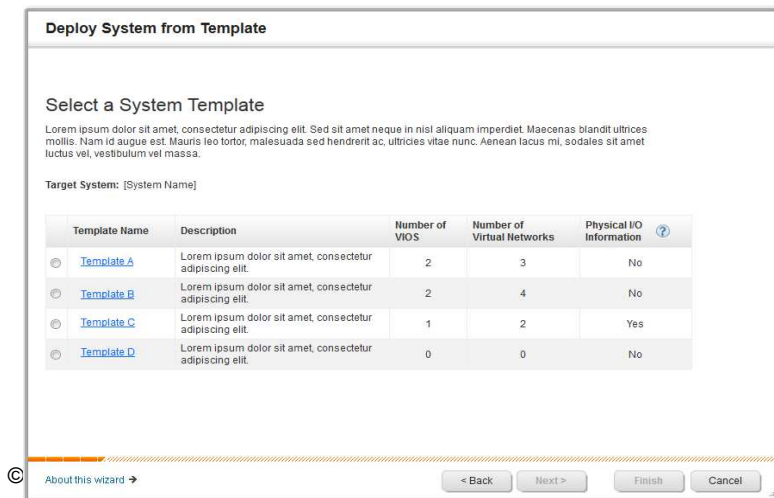 Deploy System from Template
Select a System Template
Lorem ipsum dolor sit amet, consectetur adipiscing elit. Sed sit amet neque in nisl aliquam imperdiet. Maecenas blandit ultrices
mollis. Nam id augue est. Mauris leo tortor, malesuada sed hendrerit ac, ultricies vitae nunc. Aenean lacus mi, sodales sit amet
luctus vel, vestibulum vel massa.
Target System: [System Name]
Template Name Description Number of VIOS Number of Virtual Networks Physical I/O Information ?
Template A Lorem ipsum dolor sit amet, consectetur adipiscing elit. 2 3 No
Template B Lorem ipsum dolor sit amet, consectetur adipiscing elit. 2 4 No
Template C Lorem ipsum dolor sit amet, consectetur adipiscing elit. 1 2 Yes
Template D Lorem ipsum dolor sit amet, consectetur adipiscing elit. 0 0 No
© About this wizard → < Back Next > Finish Cancel